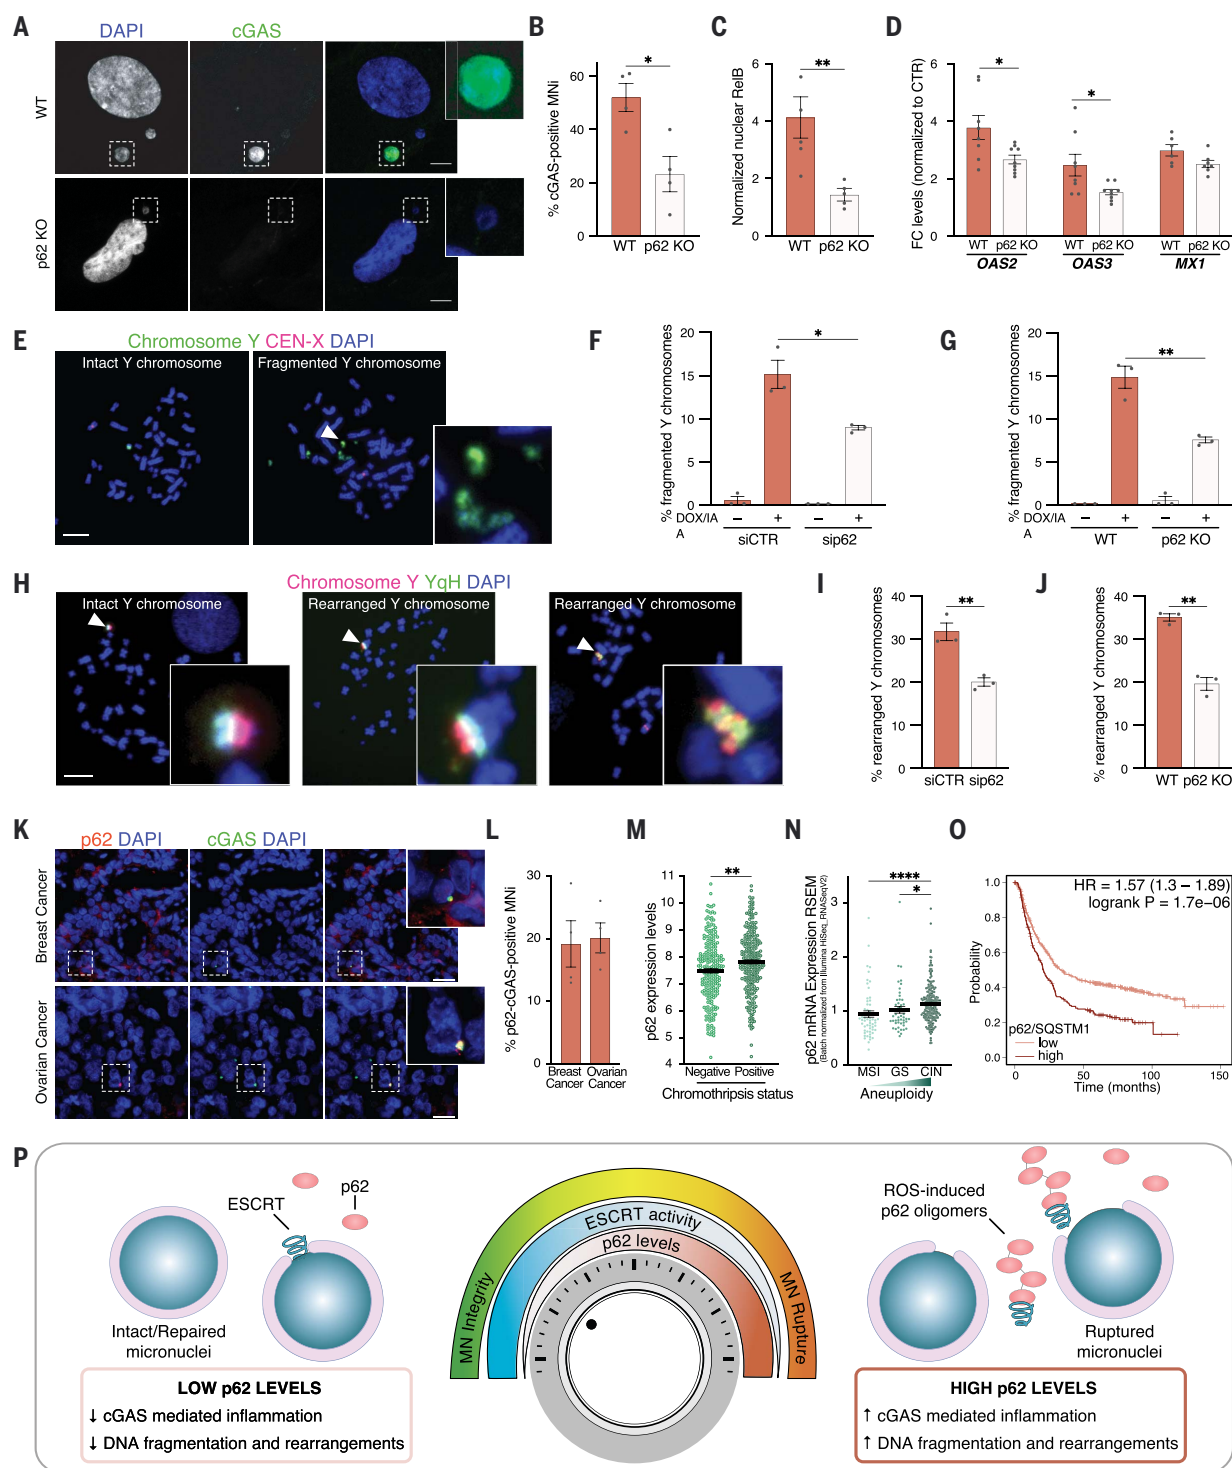 A
DAPI
cGAS
WT
p62 KO
B
% cGAS-positive MNi
60
40
20
0
*
WT p62 KO
C
Normalized nuclear RelB
6
4
2
0
**
WT p62 KO
D
FC levels (normalized to CTR)
6
4
2
0
*
*
WT p62 KO WT p62 KO WT p62 KO
OAS2 OAS3 MX1
E
Chromosome Y CEN-X DAPI
Intact Y chromosome
Fragmented Y chromosome
F
% fragmented Y chromosomes
20
15
10
5
0
*
DOX/IA − + − +
A
siCTR sip62
G
% fragmented Y chromosomes
20
15
10
5
0
**
DOX/IA − + − +
A
WT p62 KO
H
Chromosome Y YqH DAPI
Intact Y chromosome
Rearranged Y chromosome
Rearranged Y chromosome
I
% rearranged Y chromosomes
40
30
20
10
0
**
siCTR sip62
J
% rearranged Y chromosomes
40
30
20
10
0
**
WT p62 KO
K
p62 DAPI
cGAS DAPI
Breast Cancer
Ovarian Cancer
L
% p62-cGAS-positive MNi
30
20
10
0
Breast Ovarian
Cancer Cancer
M
p62 expression levels
11
10
9
8
7
6
5
4
**
Negative Positive
Chromothripsis status
N
p62 mRNA Expression RSEM
(Batch normalized from Illumina HiSeq_RNASeqV2)
3
2
1
0
****
*
MSI GS CIN
Aneuploidy
O
HR = 1.57 (1.3 – 1.89)
logrank P = 1.7e−06
Probability
1.0
0.8
0.6
0.4
0.2
0.0
p62/SQSTM1
low
high
0 50 100 150
Time (months)
P
ESCRT
p62
Intact/Repaired
micronuclei
LOW p62 LEVELS
↓ cGAS mediated inflammation
↓ DNA fragmentation and rearrangements
MN Integrity
ESCRT activity
p62 levels
MN Rupture
ROS-induced
p62 oligomers
Ruptured
micronuclei
HIGH p62 LEVELS
↑ cGAS mediated inflammation
↑ DNA fragmentation and rearrangements